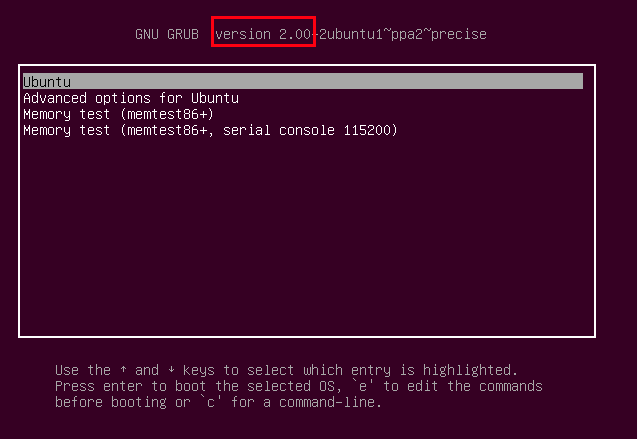 GNU GRUB  version 2.00-2ubuntu1~ppa2~precise
Ubuntu
Advanced options for Ubuntu
Memory test (memtest86+)
Memory test (memtest86+, serial console 115200)
Use the ↑ and ↓ keys to select which entry is highlighted.
Press enter to boot the selected OS, `e' to edit the commands
before booting or `c' for a command-line.